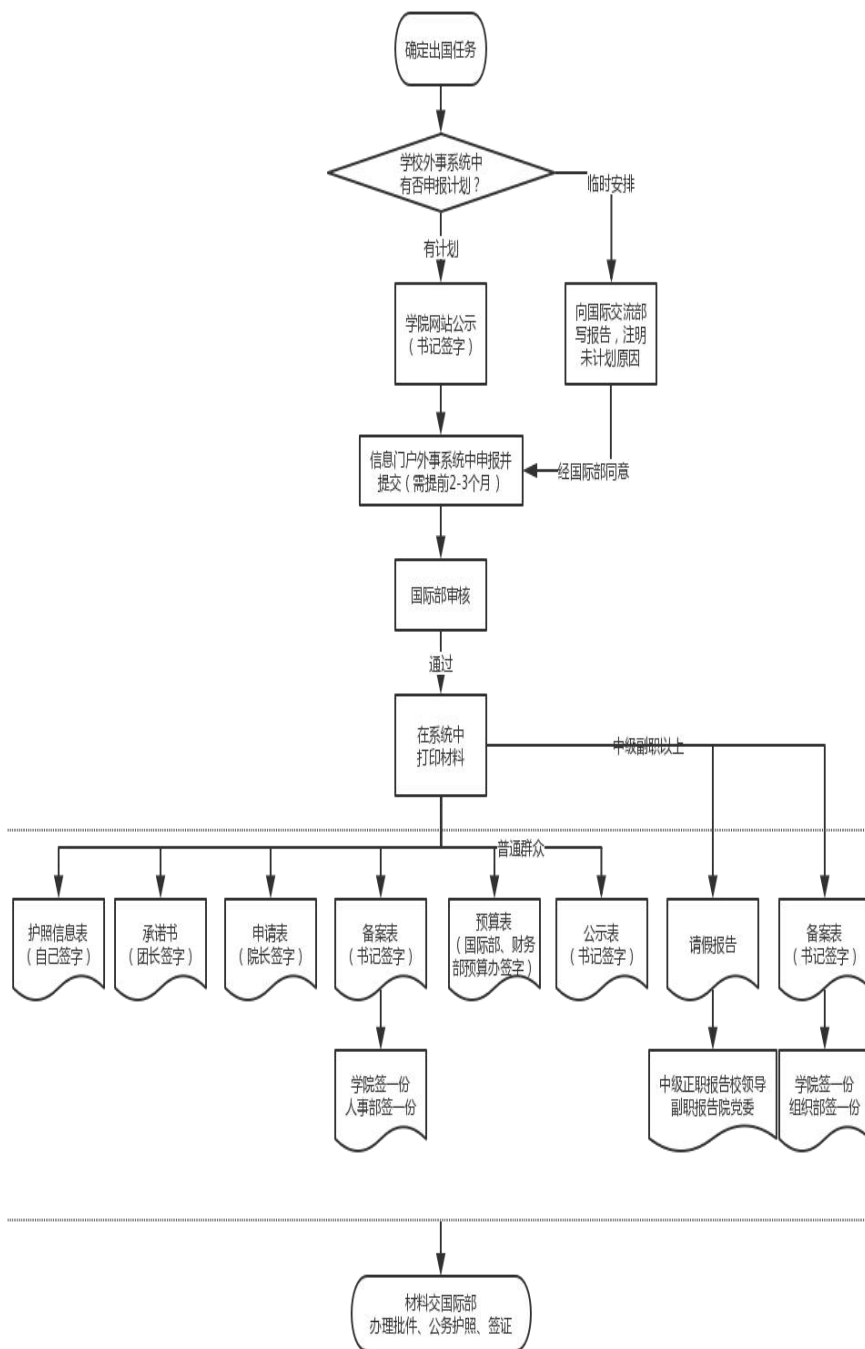 确定出国任务
学校外事系统中
有否申报计划？
临时安排
有计划
学院网站公示
（书记签字）
向国际交流部
写报告，注明
未计划原因
信息门户外事系统中申报并
提交（需提前2-3个月）
经国际部同意
国际部审核
通过
在系统中
打印材料
中级副职以上
普通群众
护照信息表
（自己签字）
承诺书
（团长签字）
申请表
（院长签字）
备案表
（书记签字）
预算表
（国际部、财务
部预算办签字）
公示表
（书记签字）
请假报告
备案表
（书记签字）
学院签一份
人事部签一份
中级正职报告校领导
副职报告院党委
学院签一份
组织部签一份
材料交国际部
办理批件、公务护照、签证